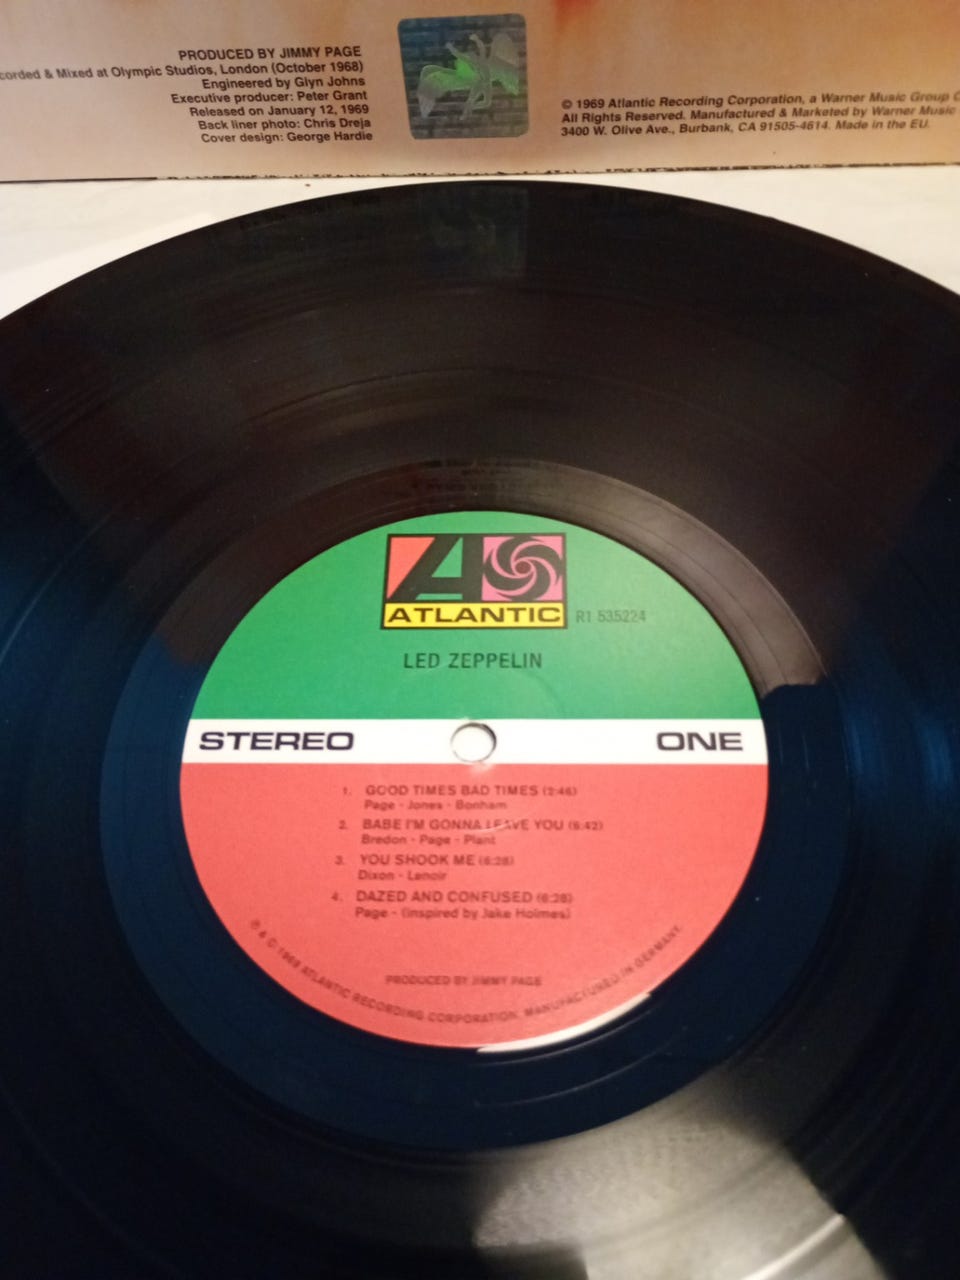 PRODUCED BY JIMMY PAGE
corded & Mixed at Olympic Studios, London (October 1968)
Engineered by Glyn Johns
Executive producer: Peter Grant
Released on January 12, 1969
Back liner photo: Chris Dreja
Cover design: George Hardie
© 1969 Atlantic Recording Corporation, a Warner Music Group C
All Rights Reserved. Manufactured & Marketed by Warner Music
3400 W. Olive Ave., Burbank, CA 91505-4614. Made in the EU.
ATLANTIC
R1 535224
LED ZEPPELIN
STEREO ONE
1. GOOD TIMES BAD TIMES (2:46)
Page - Jones - Bonham
2. BABE I'M GONNA LEAVE YOU (6:42)
Bredon - Page - Plant
3. YOU SHOOK ME (6:28)
Dixon - Lenoir
4. DAZED AND CONFUSED (6:28)
Page - (inspired by Jake Holmes)
PRODUCED BY JIMMY PAGE
℗ & © 1969 ATLANTIC RECORDING CORPORATION. MANUFACTURED IN GERMANY.